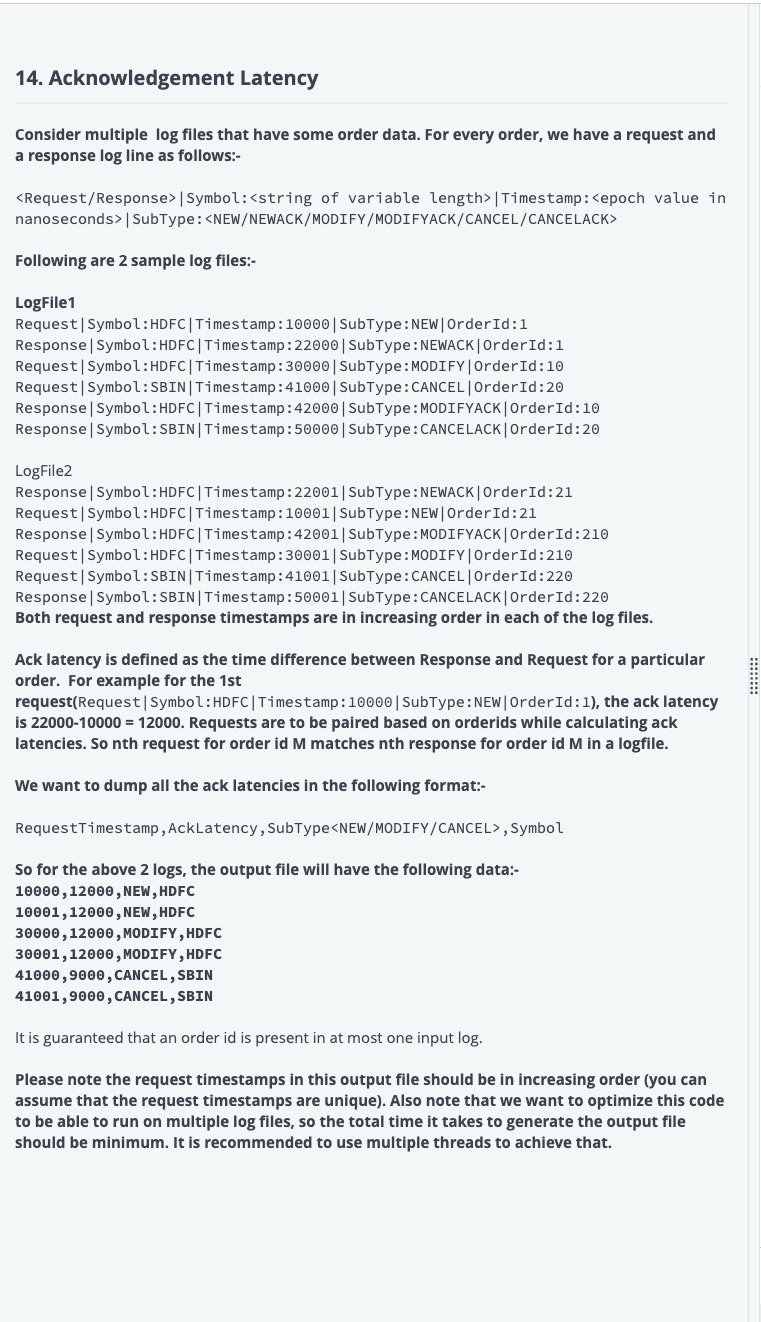 14. Acknowledgement Latency
Consider multiple  log files that have some order data. For every order, we have a request and
a response log line as follows:-
<Request/Response>|Symbol:<string of variable length>|Timestamp:<epoch value in
nanoseconds>|SubType:<NEW/NEWACK/MODIFY/MODIFYACK/CANCEL/CANCELACK>
Following are 2 sample log files:-
LogFile1
Request|Symbol:HDFC|Timestamp:10000|SubType:NEW|OrderId:1
Response|Symbol:HDFC|Timestamp:22000|SubType:NEWACK|OrderId:1
Request|Symbol:HDFC|Timestamp:30000|SubType:MODIFY|OrderId:10
Request|Symbol:SBIN|Timestamp:41000|SubType:CANCEL|OrderId:20
Response|Symbol:HDFC|Timestamp:42000|SubType:MODIFYACK|OrderId:10
Response|Symbol:SBIN|Timestamp:50000|SubType:CANCELACK|OrderId:20
LogFile2
Response|Symbol:HDFC|Timestamp:22001|SubType:NEWACK|OrderId:21
Request|Symbol:HDFC|Timestamp:10001|SubType:NEW|OrderId:21
Response|Symbol:HDFC|Timestamp:42001|SubType:MODIFYACK|OrderId:210
Request|Symbol:HDFC|Timestamp:30001|SubType:MODIFY|OrderId:210
Request|Symbol:SBIN|Timestamp:41001|SubType:CANCEL|OrderId:220
Response|Symbol:SBIN|Timestamp:50001|SubType:CANCELACK|OrderId:220
Both request and response timestamps are in increasing order in each of the log files.
Ack latency is defined as the time difference between Response and Request for a particular
order.  For example for the 1st
request(Request|Symbol:HDFC|Timestamp:10000|SubType:NEW|OrderId:1), the ack latency
is 22000-10000 = 12000. Requests are to be paired based on orderids while calculating ack
latencies. So nth request for order id M matches nth response for order id M in a logfile.
We want to dump all the ack latencies in the following format:-
RequestTimestamp,AckLatency,SubType<NEW/MODIFY/CANCEL>,Symbol
So for the above 2 logs, the output file will have the following data:-
10000,12000,NEW,HDFC
10001,12000,NEW,HDFC
30000,12000,MODIFY,HDFC
30001,12000,MODIFY,HDFC
41000,9000,CANCEL,SBIN
41001,9000,CANCEL,SBIN
It is guaranteed that an order id is present in at most one input log.
Please note the request timestamps in this output file should be in increasing order (you can
assume that the request timestamps are unique). Also note that we want to optimize this code
to be able to run on multiple log files, so the total time it takes to generate the output file
should be minimum. It is recommended to use multiple threads to achieve that.